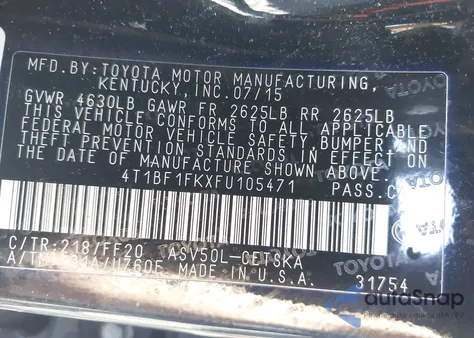 MFD.BY:TOYOTA MOTOR MANUFACTURING,
KENTUCKY,INC.07/15
GVWR 4630LB GAWR FR 2625LB RR 2625LB
THIS VEHICLE CONFORMS TO ALL APPLICABLE
FEDERAL MOTOR VEHICLE SAFETY,BUMPER,AND
THEFT PREVENTION STANDARDS IN EFFECT ON
THE DATE OF MANUFACTURE SHOWN ABOVE.
4T1BF1FKXFU105471 PASS.C
C/TR:2187/FF20 ASV50L-CETSKA
MADE IN U.S.A. 31754
TOYOTA
autoSnap